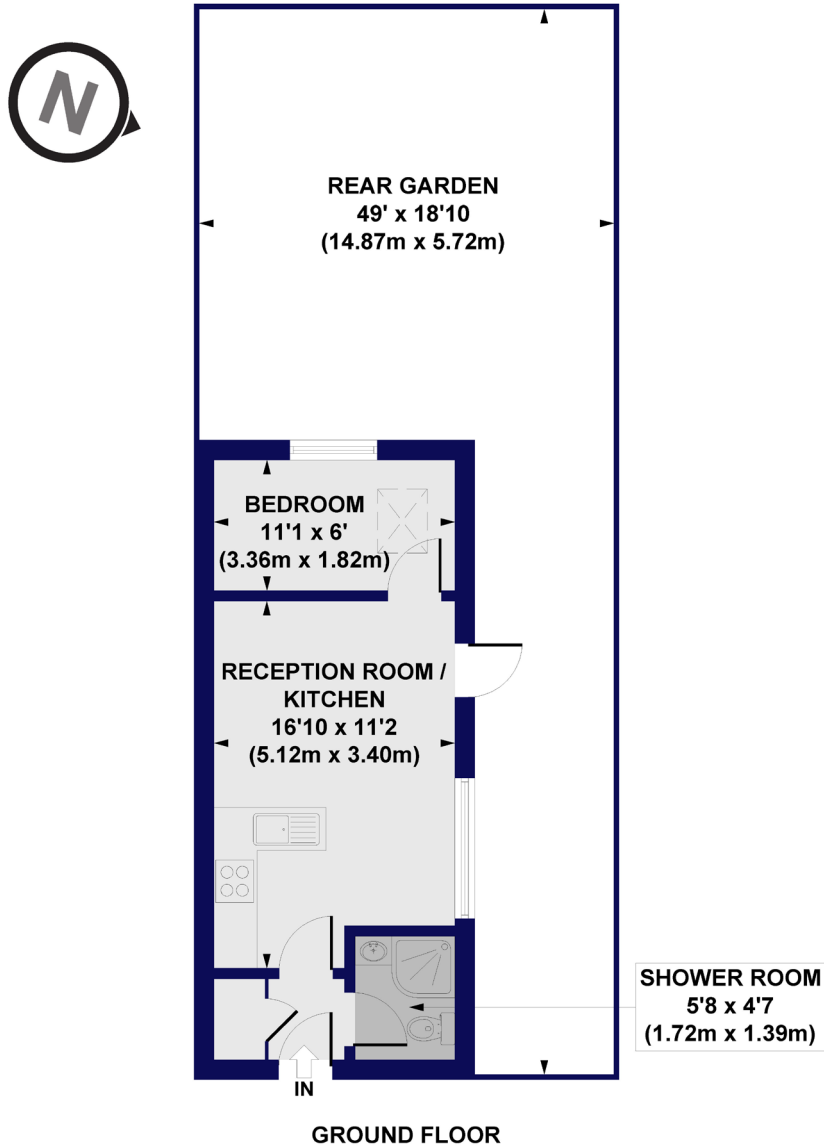 N
REAR GARDEN
49' x 18'10
(14.87m x 5.72m)
BEDROOM
11'1 x 6'
(3.36m x 1.82m)
RECEPTION ROOM /
KITCHEN
16'10 x 11'2
(5.12m x 3.40m)
SHOWER ROOM
5'8 x 4'7
(1.72m x 1.39m)
IN
GROUND FLOOR